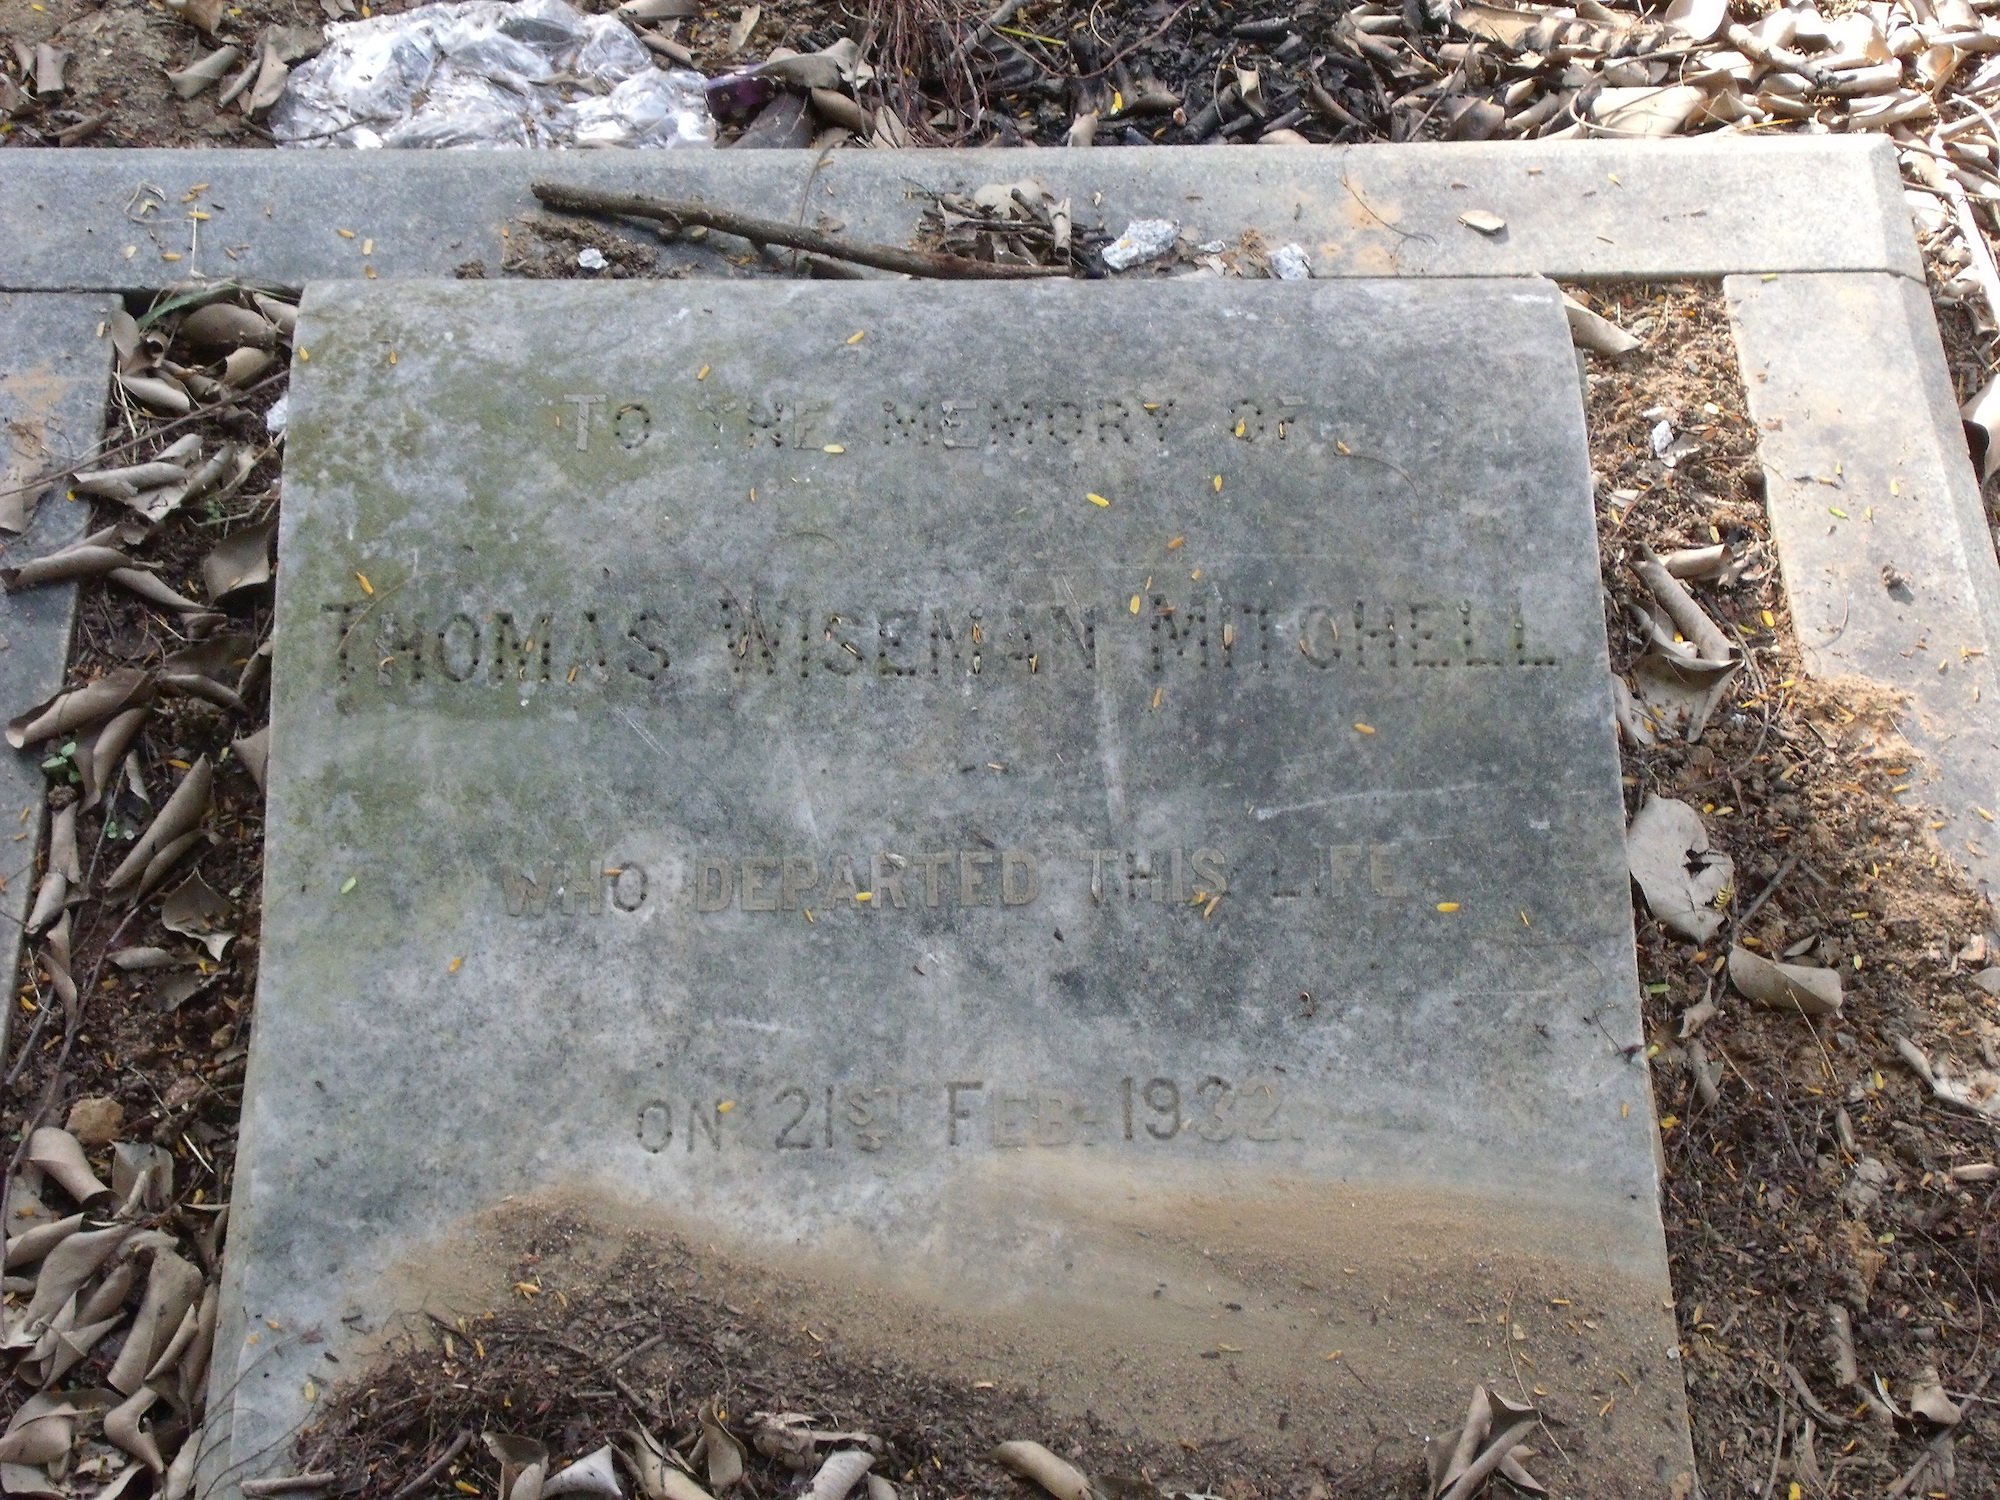 TO THE MEMORY OF
THOMAS WISEMAN MITCHELL
WHO DEPARTED THIS LIFE
ON 21ST FEB. 1932.